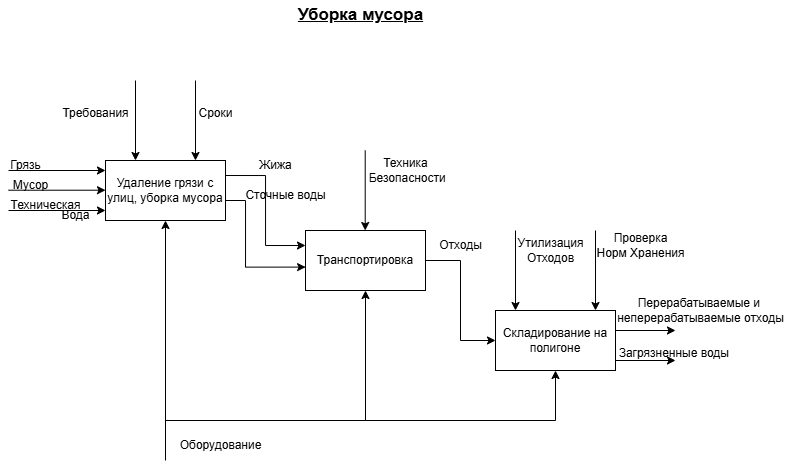 Уборка мусора
Требования
Сроки
Грязь
Мусор
Техническая
Вода
Удаление грязи с
улиц, уборка мусора
Жижа
Сточные воды
Техника
Безопасности
Транспортировка
Отходы
Утилизация
Отходов
Проверка
Норм Хранения
Складирование на
полигоне
Перерабатываемые и
неперерабатываемые отходы
Загрязненные воды
Оборудование